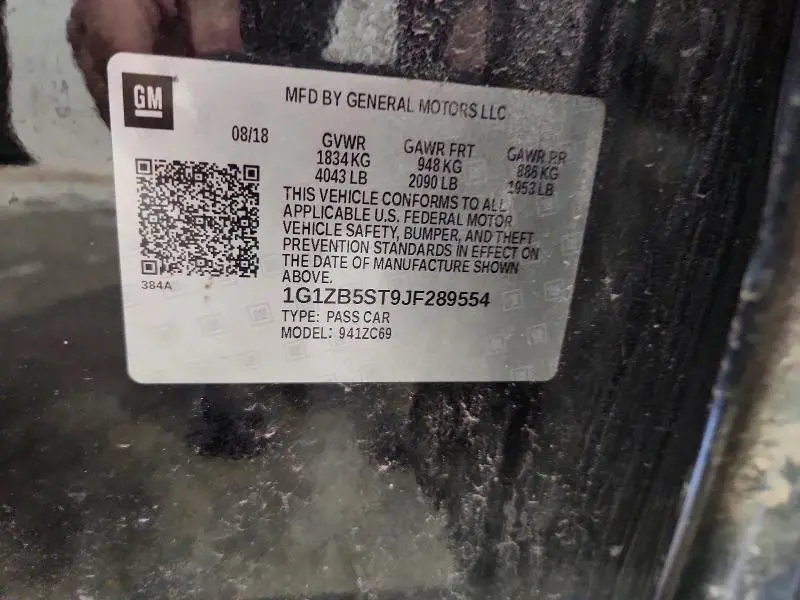 GM
MFD BY GENERAL MOTORS LLC
08/18 GVWR GAWR FRT GAWR RR
1834 KG 948 KG 886 KG
4043 LB 2090 LB 1953 LB
THIS VEHICLE CONFORMS TO ALL
APPLICABLE U.S. FEDERAL MOTOR
VEHICLE SAFETY, BUMPER, AND THEFT
PREVENTION STANDARDS IN EFFECT ON
THE DATE OF MANUFACTURE SHOWN
ABOVE.
384A
1G1ZB5ST9JF289554
TYPE: PASS CAR
MODEL: 941ZC69